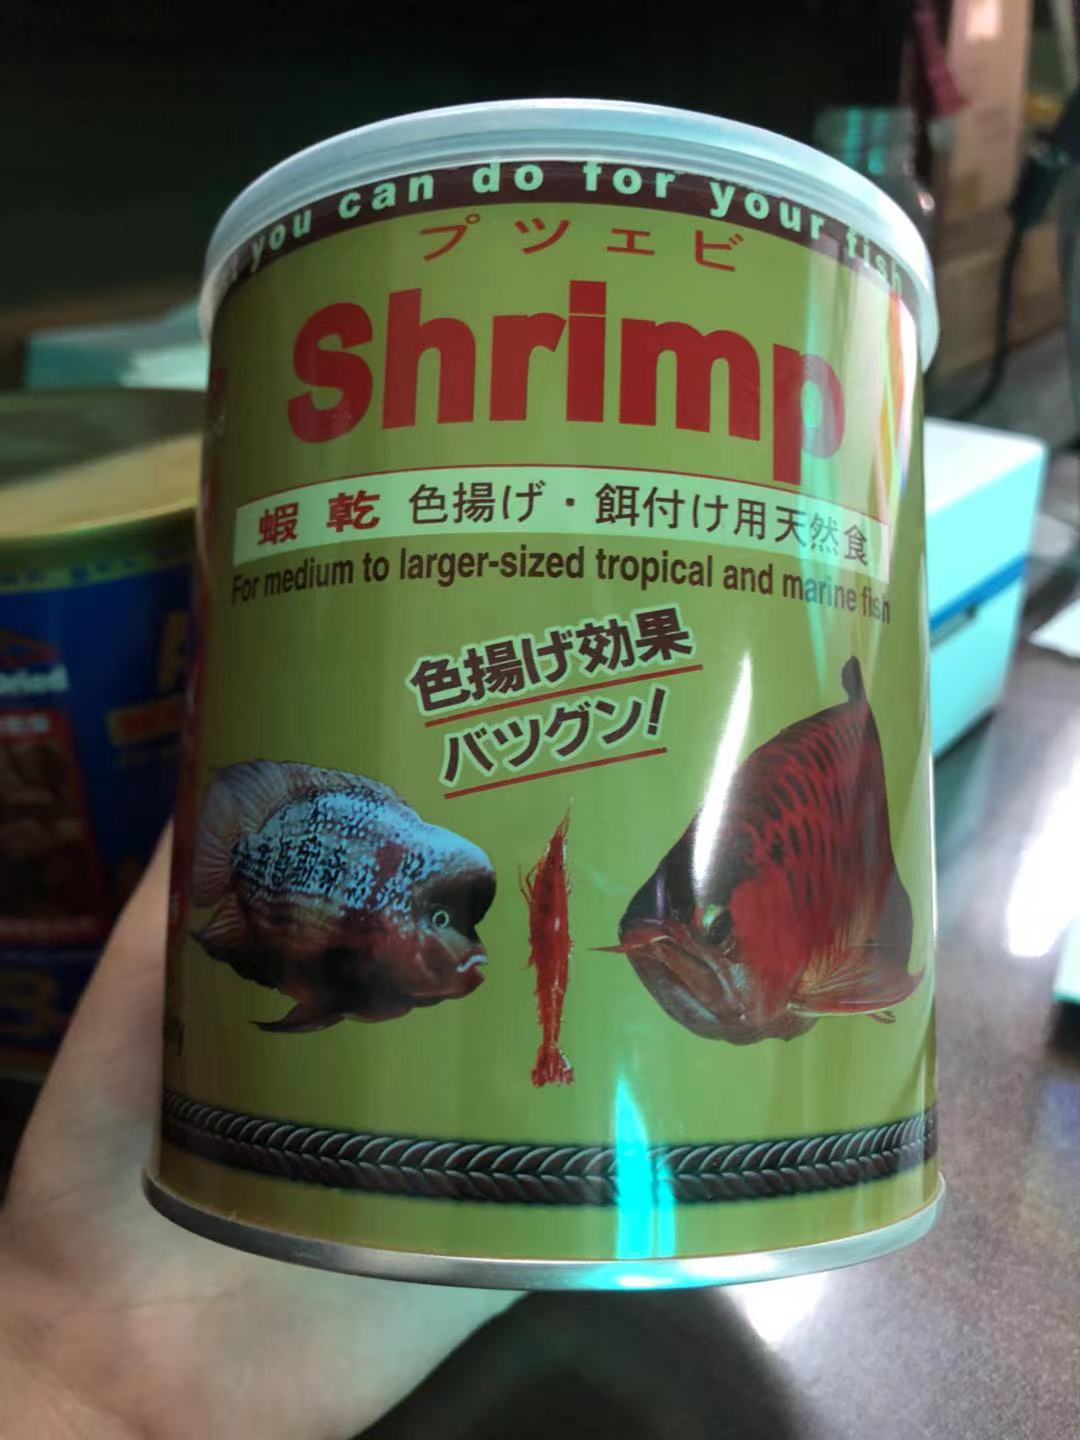 you can do for your fish
プツエビ
Shrimp
蝦乾 色揚げ・餌付け用天然食
For medium to larger-sized tropical and marine fish
色揚げ効果
バツグン!